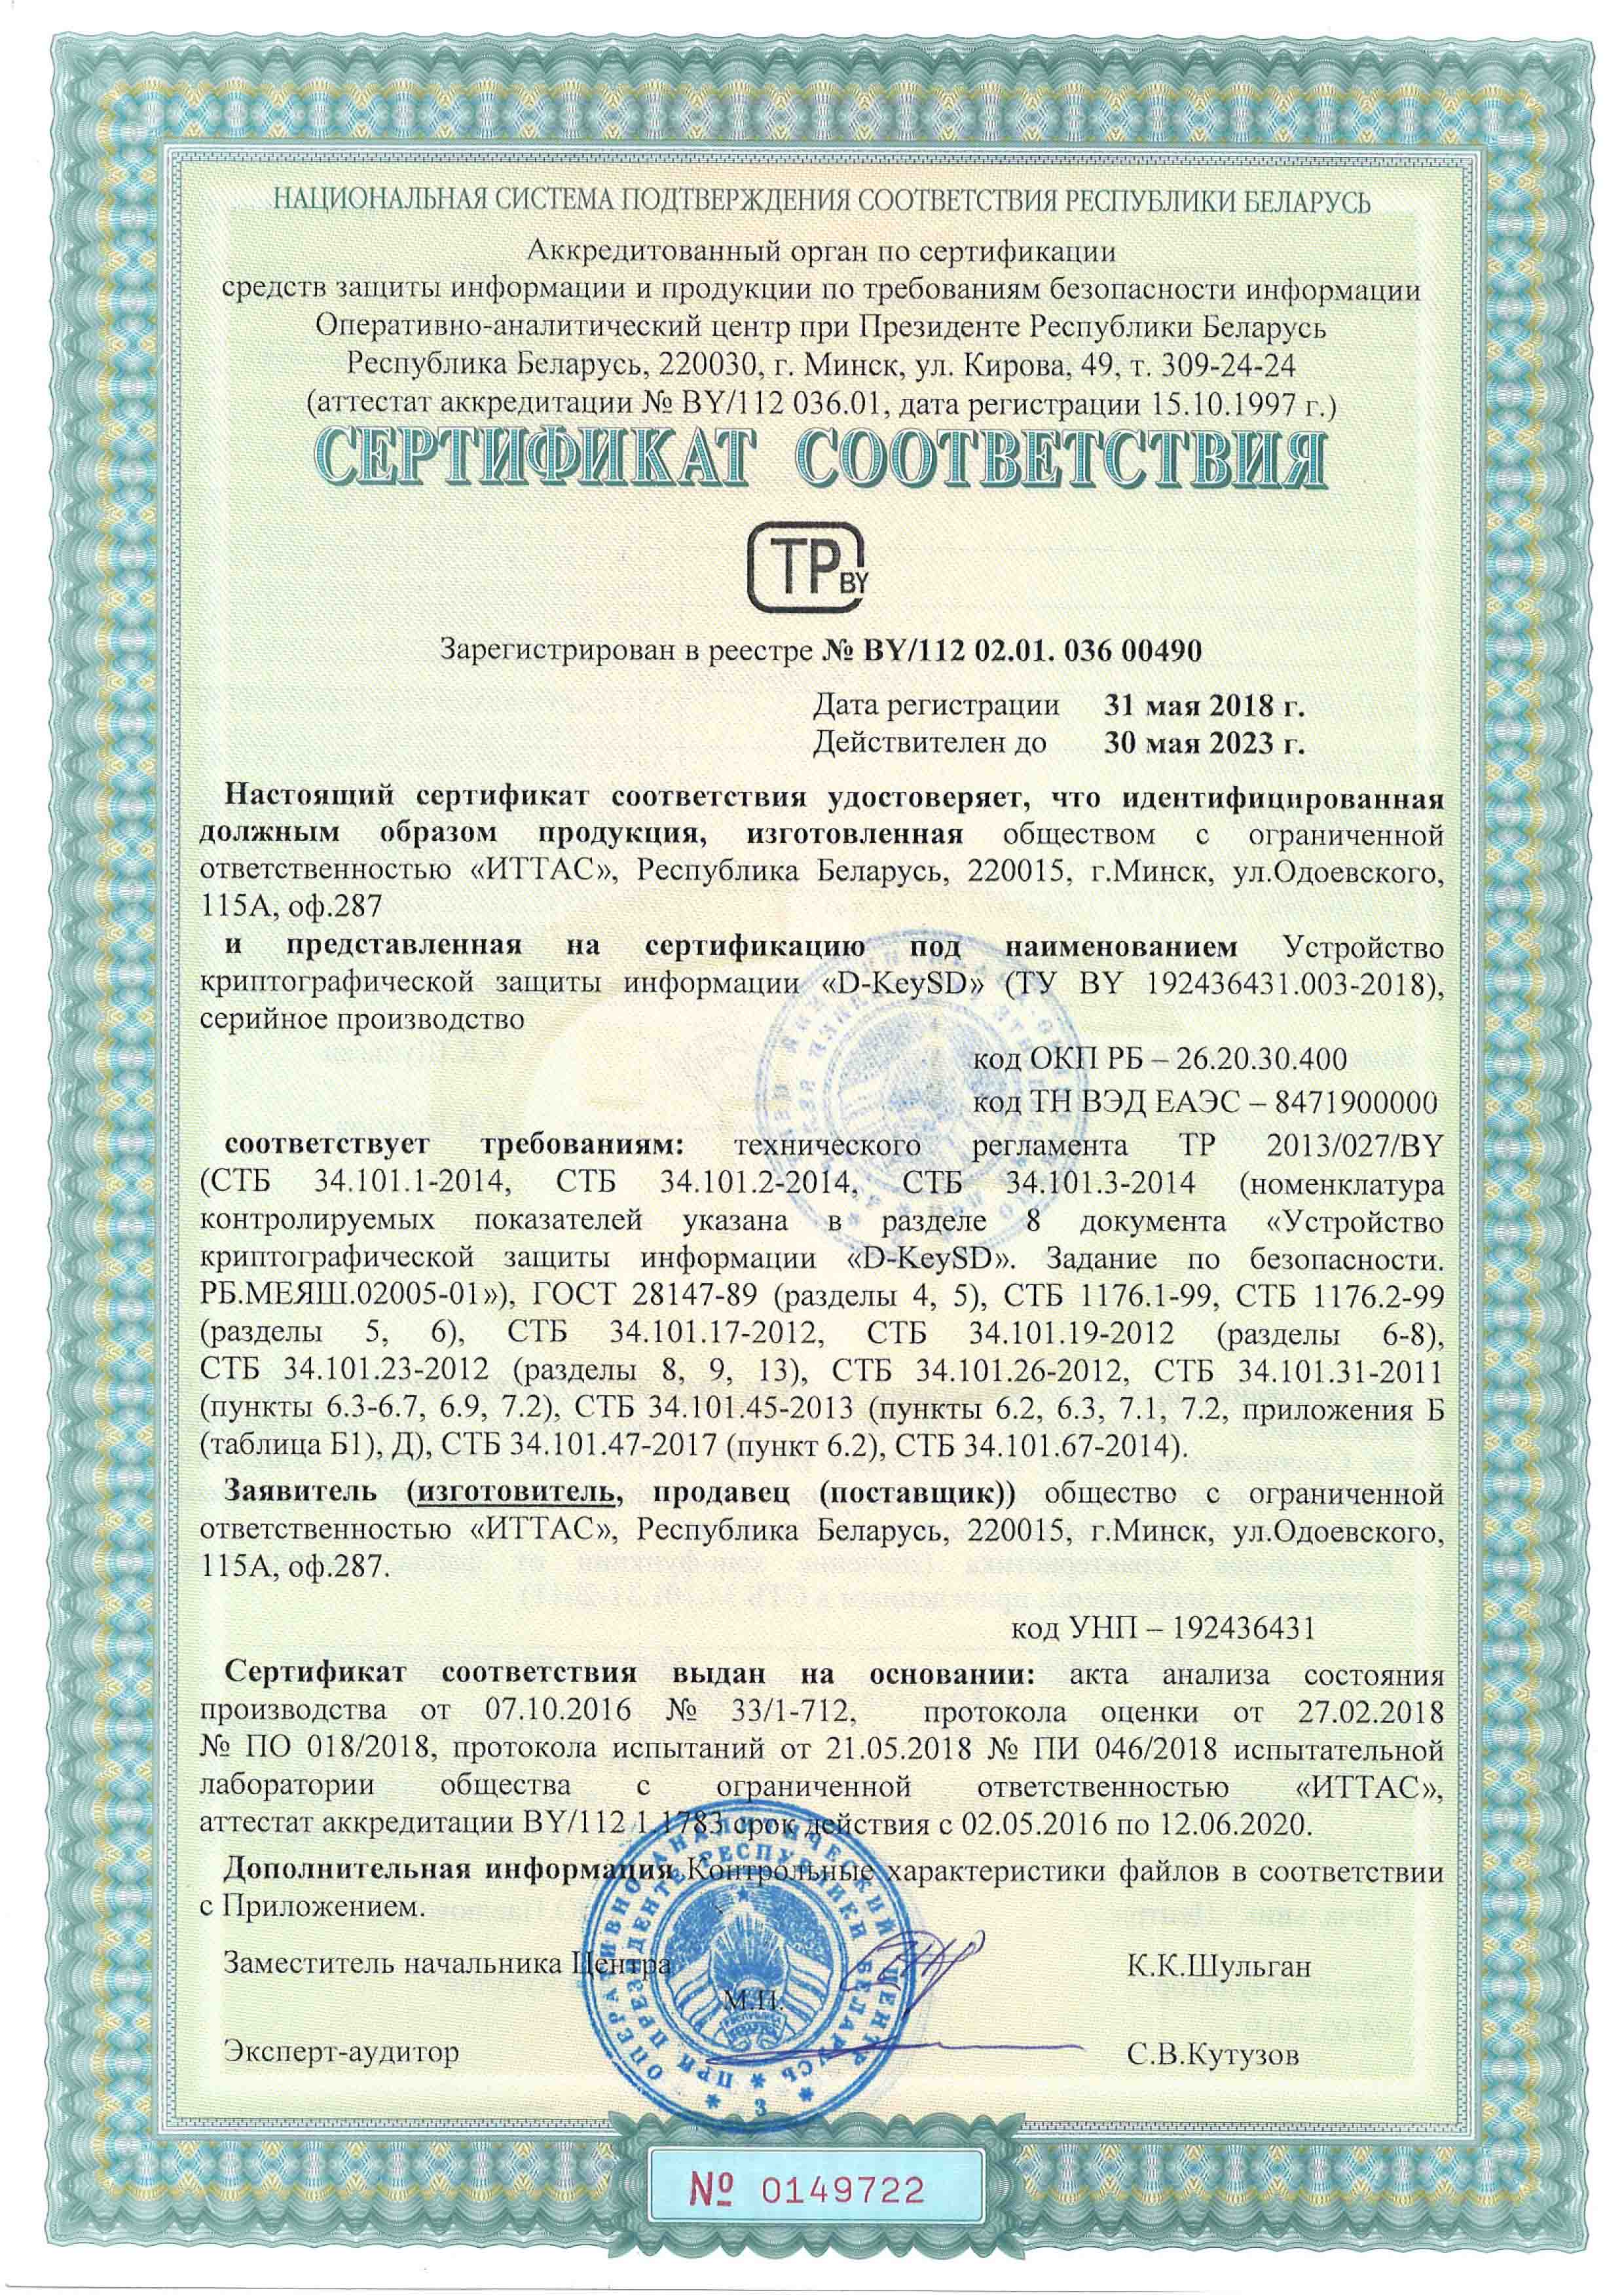 НАЦИОНАЛЬНАЯ СИСТЕМА ПОДТВЕРЖДЕНИЯ СООТВЕТСТВИЯ РЕСПУБЛИКИ БЕЛАРУСЬ
Аккредитованный орган по сертификации
средств защиты информации и продукции по требованиям безопасности информации
Оперативно-аналитический центр при Президенте Республики Беларусь
Республика Беларусь, 220030, г. Минск, ул. Кирова, 49, т. 309-24-24
(аттестат аккредитации № BY/112 036.01, дата регистрации 15.10.1997 г.)
СЕРТИФИКАТ СООТВЕТСТВИЯ
ТР BY
Зарегистрирован в реестре № BY/112 02.01. 036 00490
Дата регистрации 31 мая 2018 г.
Действителен до 30 мая 2023 г.
Настоящий сертификат соответствия удостоверяет, что идентифицированная
должным образом продукция, изготовленная обществом с ограниченной
ответственностью «ИТТАС», Республика Беларусь, 220015, г.Минск, ул.Одоевского,
115А, оф.287
и представленная на сертификацию под наименованием Устройство
криптографической защиты информации «D-KeySD» (ТУ BY 192436431.003-2018),
серийное производство
код ОКП РБ – 26.20.30.400
код ТН ВЭД ЕАЭС – 8471900000
соответствует требованиям: технического регламента ТР 2013/027/BY
(СТБ 34.101.1-2014, СТБ 34.101.2-2014, СТБ 34.101.3-2014 (номенклатура
контролируемых показателей указана в разделе 8 документа «Устройство
криптографической защиты информации «D-KeySD». Задание по безопасности.
РБ.МЕЯШ.02005-01»), ГОСТ 28147-89 (разделы 4, 5), СТБ 1176.1-99, СТБ 1176.2-99
(разделы 5, 6), СТБ 34.101.17-2012, СТБ 34.101.19-2012 (разделы 6-8),
СТБ 34.101.23-2012 (разделы 8, 9, 13), СТБ 34.101.26-2012, СТБ 34.101.31-2011
(пункты 6.3-6.7, 6.9, 7.2), СТБ 34.101.45-2013 (пункты 6.2, 6.3, 7.1, 7.2, приложения Б
(таблица Б1), Д), СТБ 34.101.47-2017 (пункт 6.2), СТБ 34.101.67-2014).
Заявитель (изготовитель, продавец (поставщик)) общество с ограниченной
ответственностью «ИТТАС», Республика Беларусь, 220015, г.Минск, ул.Одоевского,
115А, оф.287.
код УНП – 192436431
Сертификат соответствия выдан на основании: акта анализа состояния
производства от 07.10.2016 № 33/1-712, протокола оценки от 27.02.2018
№ ПО 018/2018, протокола испытаний от 21.05.2018 № ПИ 046/2018 испытательной
лаборатории общества с ограниченной ответственностью «ИТТАС»,
аттестат аккредитации BY/112 1.1783 срок действия с 02.05.2016 по 12.06.2020.
Дополнительная информация Контрольные характеристики файлов в соответствии
с Приложением.
Заместитель начальника Центра К.К.Шульган
М.П.
Эксперт-аудитор С.В.Кутузов
ОПЕРАТИВНО-АНАЛИТИЧЕСКИЙ ЦЕНТР
ПРИ ПРЕЗИДЕНТЕ РЕСПУБЛИКИ БЕЛАРУСЬ
3
№ 0149722